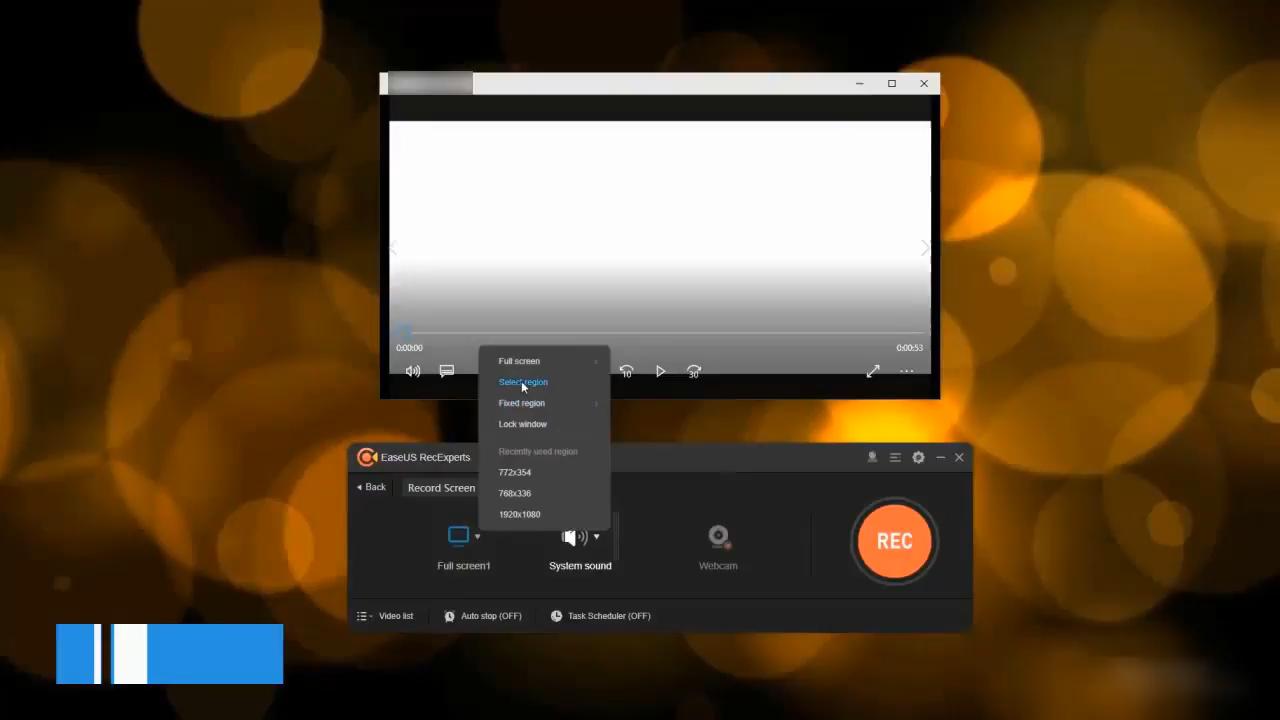 0:00:00
0:00:53
10
30
Full screen
Select region
Fixed region
Lock window
Recently used region
772x354
768x336
1920x1080
EaseUS RecExperts
Back
Record Screen
Full screen1
System sound
Webcam
REC
Video list
Auto stop (OFF)
Task Scheduler (OFF)